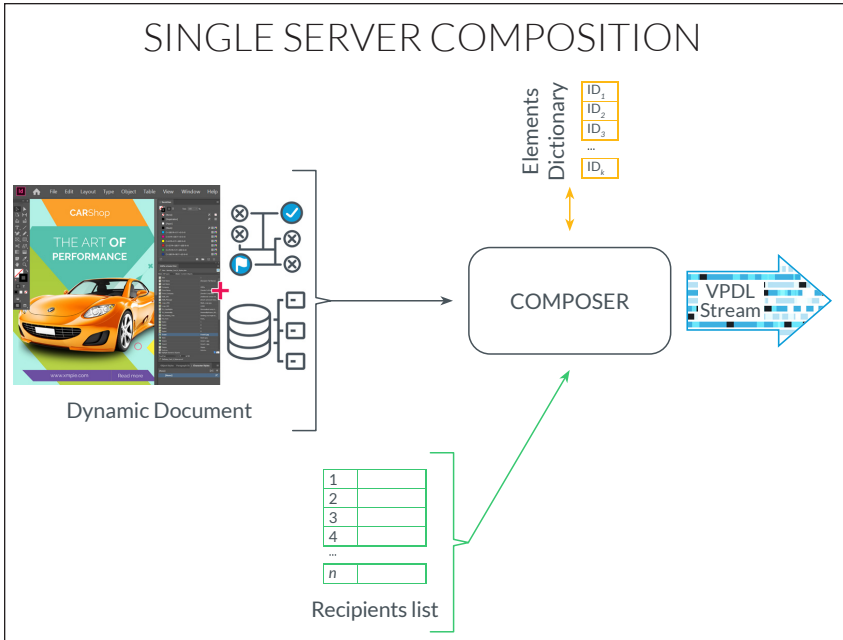 SINGLE SERVER COMPOSITION
Elements
Dictionary
ID1
ID2
ID3
...
IDk
Id
File Edit Layout Type Object Table View Window Help
CARShop
THE ART OF
PERFORMANCE
www.xmpie.com
Read more
Dynamic Document
COMPOSER
VPDL
Stream
1
2
3
4
...
n
Recipients list